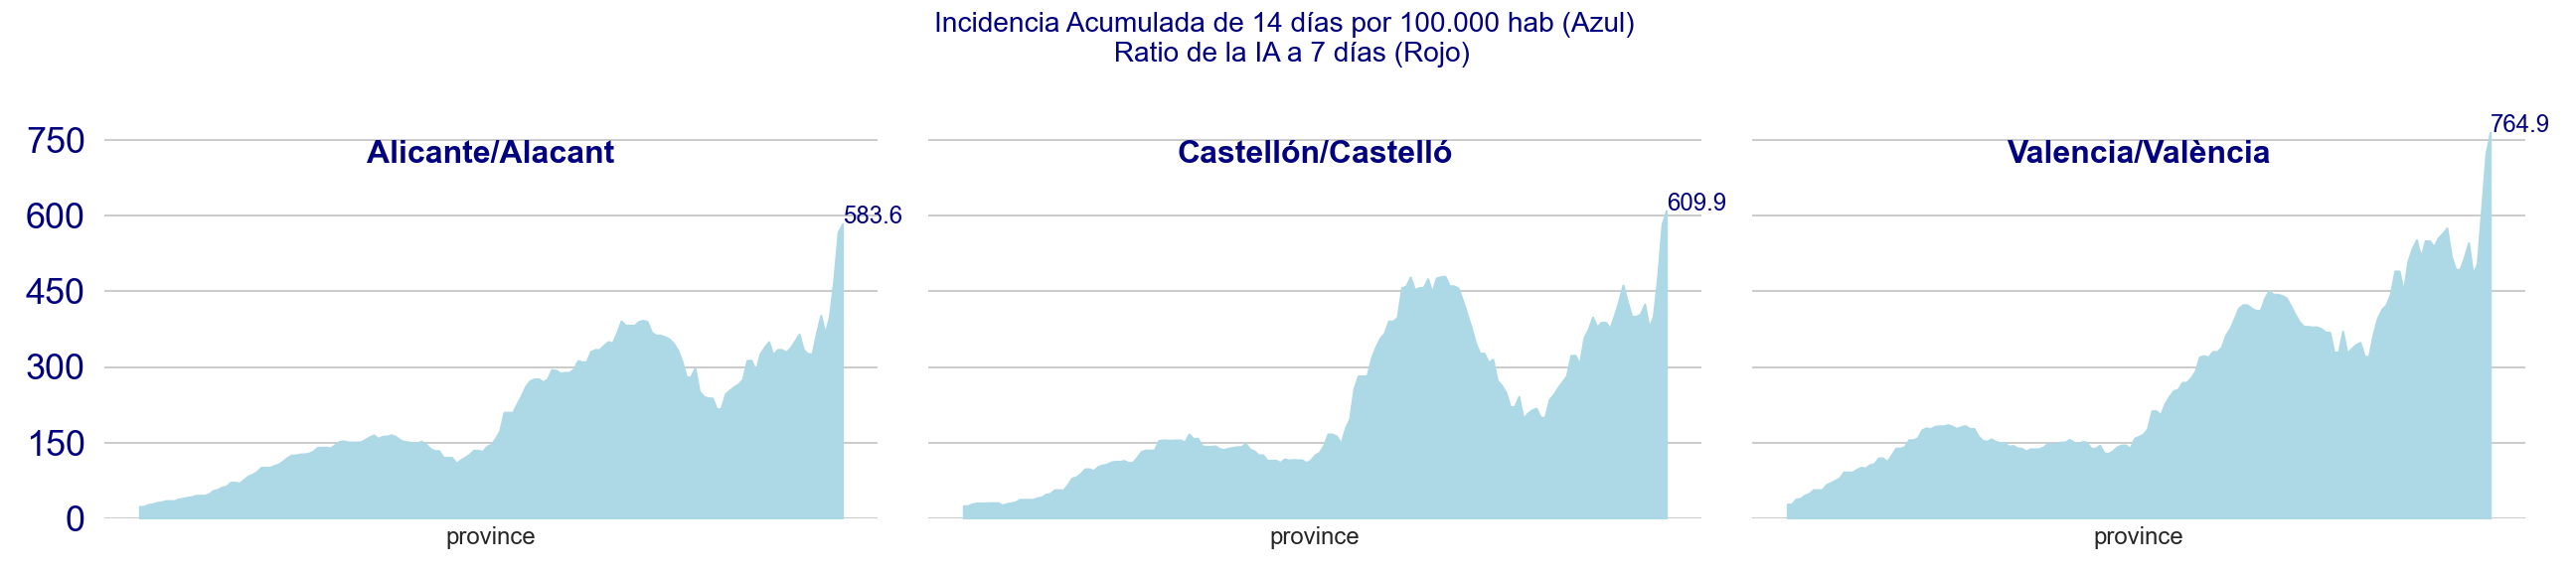 Incidencia Acumulada de 14 días por 100.000 hab (Azul)
Ratio de la IA a 7 días (Rojo)
750
600
450
300
150
0
Alicante/Alacant
583.6
province
Castellón/Castelló
609.9
province
Valencia/València
764.9
province